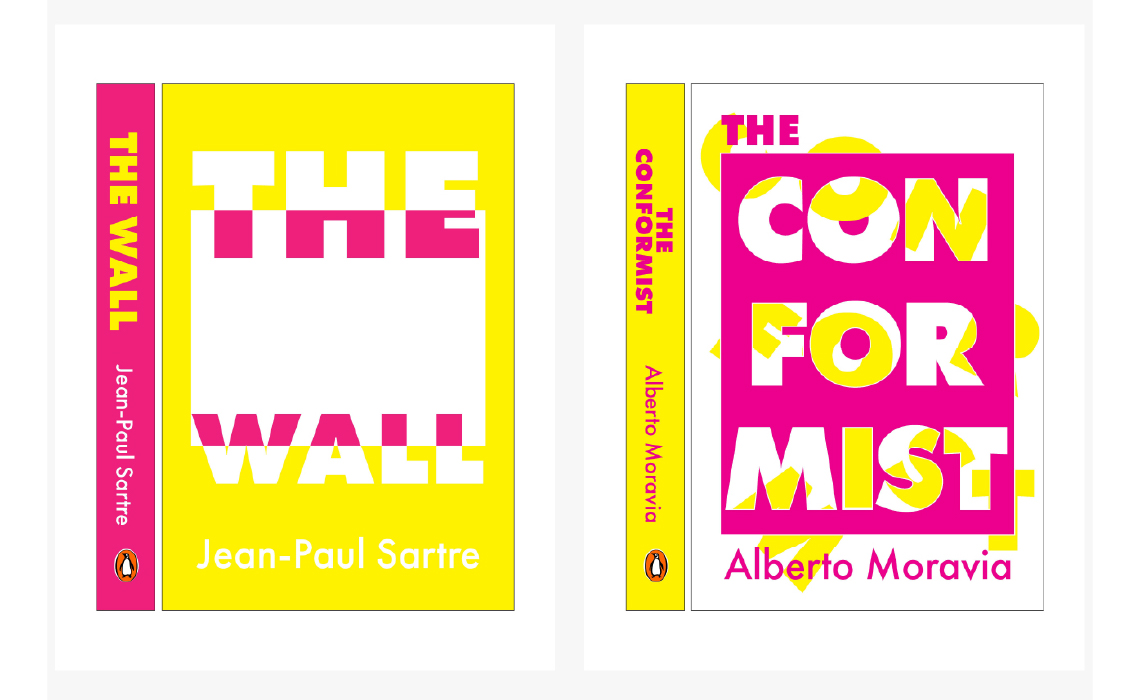 THE WALL
Jean-Paul Sartre
THE
WALL
Jean-Paul Sartre
THE
CONFORMIST
Alberto Moravia
THE
CON
FOR
MIST
Alberto Moravia